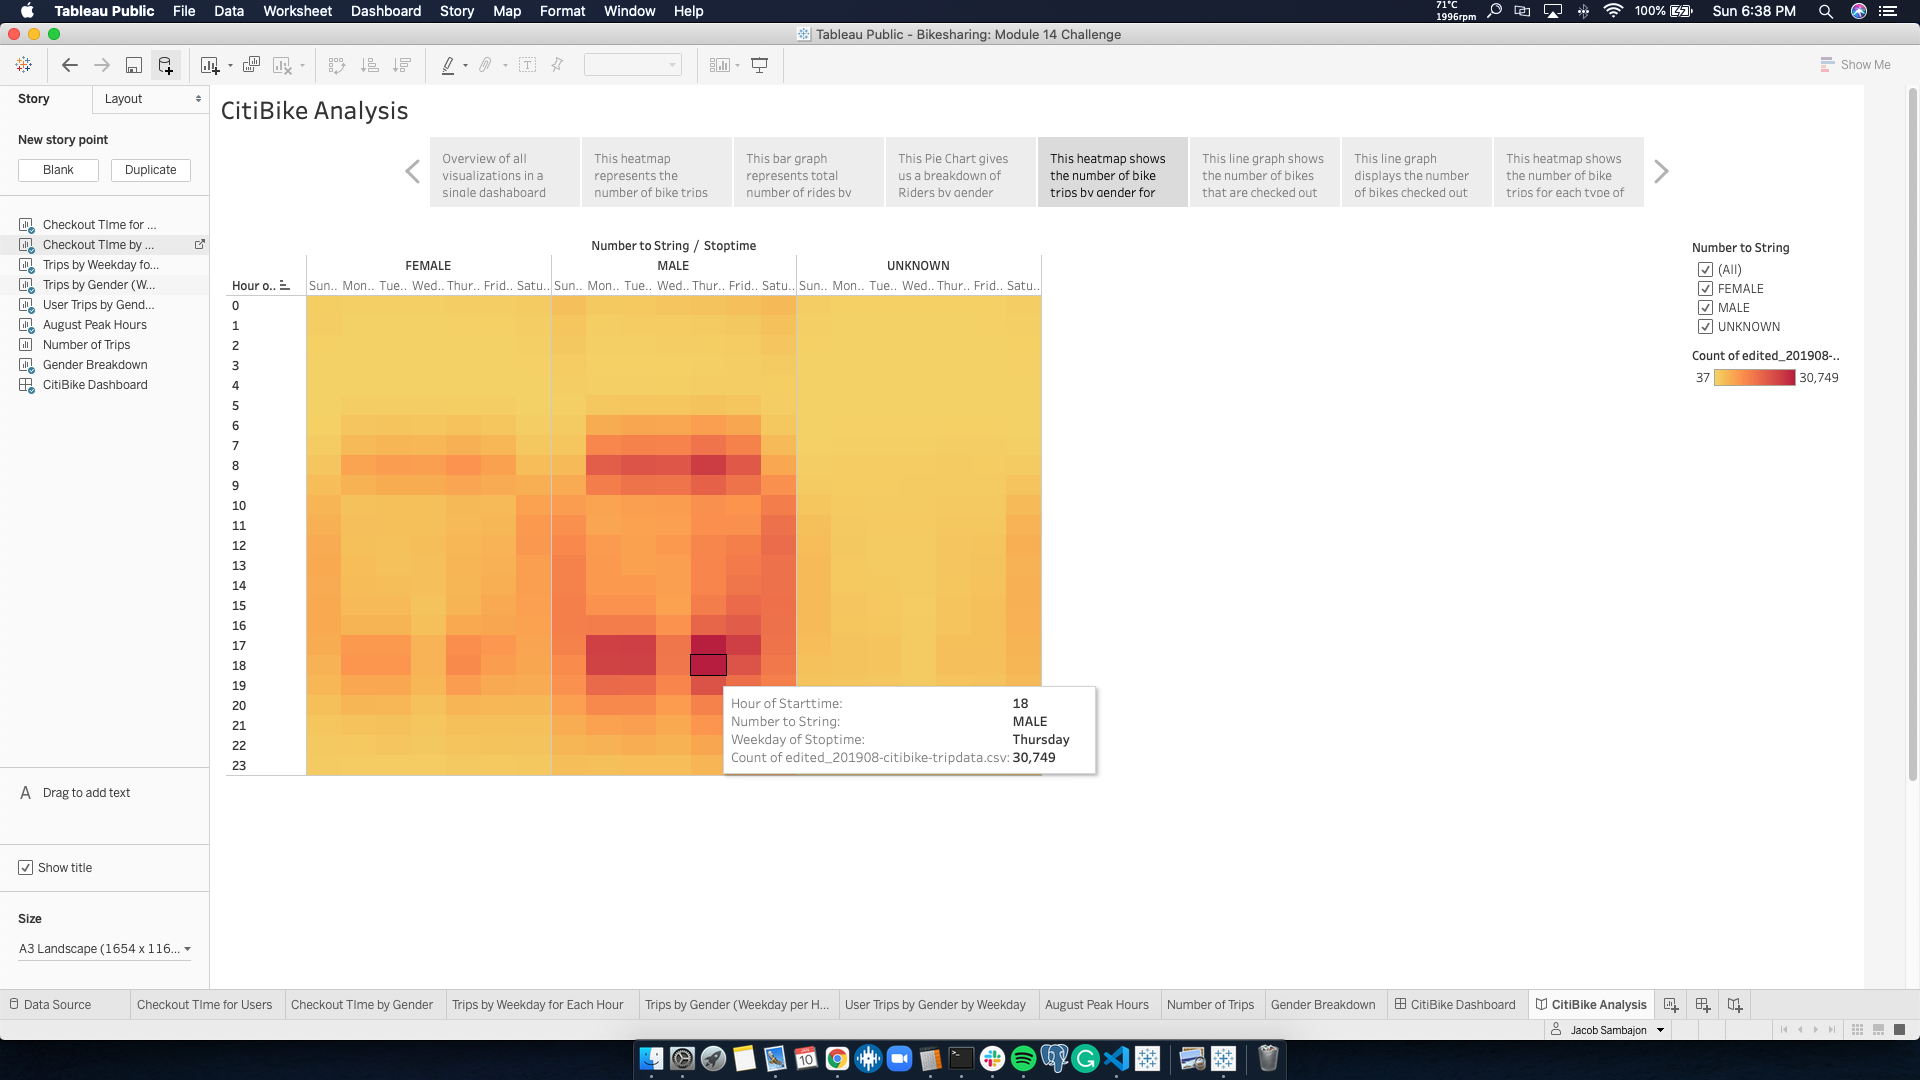 Tableau Public File Data Worksheet Dashboard Story Map Format Window Help
71°C
1996rpm
100%
Sun 6:38 PM
Tableau Public - Bikesharing: Module 14 Challenge
Show Me
Story
Layout
New story point
Blank
Duplicate
Checkout TIme for ...
Checkout TIme by ...
Trips by Weekday fo...
Trips by Gender (W...
User Trips by Gend...
August Peak Hours
Number of Trips
Gender Breakdown
CitiBike Dashboard
A Drag to add text
Show title
Size
A3 Landscape (1654 x 116...
CitiBike Analysis
Overview of all
visualizations in a
single dashaboard
This heatmap
represents the
number of bike trips
This bar graph
represents total
number of rides by
This Pie Chart gives
us a breakdown of
Riders by gender
This heatmap shows
the number of bike
trips by gender for
This line graph shows
the number of bikes
that are checked out
This line graph
displays the number
of bikes checked out
This heatmap shows
the number of bike
trips for each type of
Number to String / Stoptime
FEMALE MALE UNKNOWN
Hour o.. Sun.. Mon.. Tue.. Wed.. Thur.. Fri.. Satu.. Sun.. Mon.. Tue.. Wed.. Thur.. Frid.. Satu.. Sun.. Mon.. Tue.. Wed.. Thur.. Frid.. Satu..
0
1
2
3
4
5
6
7
8
9
10
11
12
13
14
15
16
17
18
19
20
21
22
23
Hour of Starttime: 18
Number to String: MALE
Weekday of Stoptime: Thursday
Count of edited_201908-citibike-tripdata.csv: 30,749
Number to String
(All)
FEMALE
MALE
UNKNOWN
Count of edited_201908-..
37 30,749
Data Source
Checkout TIme for Users
Checkout TIme by Gender
Trips by Weekday for Each Hour
Trips by Gender (Weekday per H...
User Trips by Gender by Weekday
August Peak Hours
Number of Trips
Gender Breakdown
CitiBike Dashboard
CitiBike Analysis
Jacob Sambajon
10